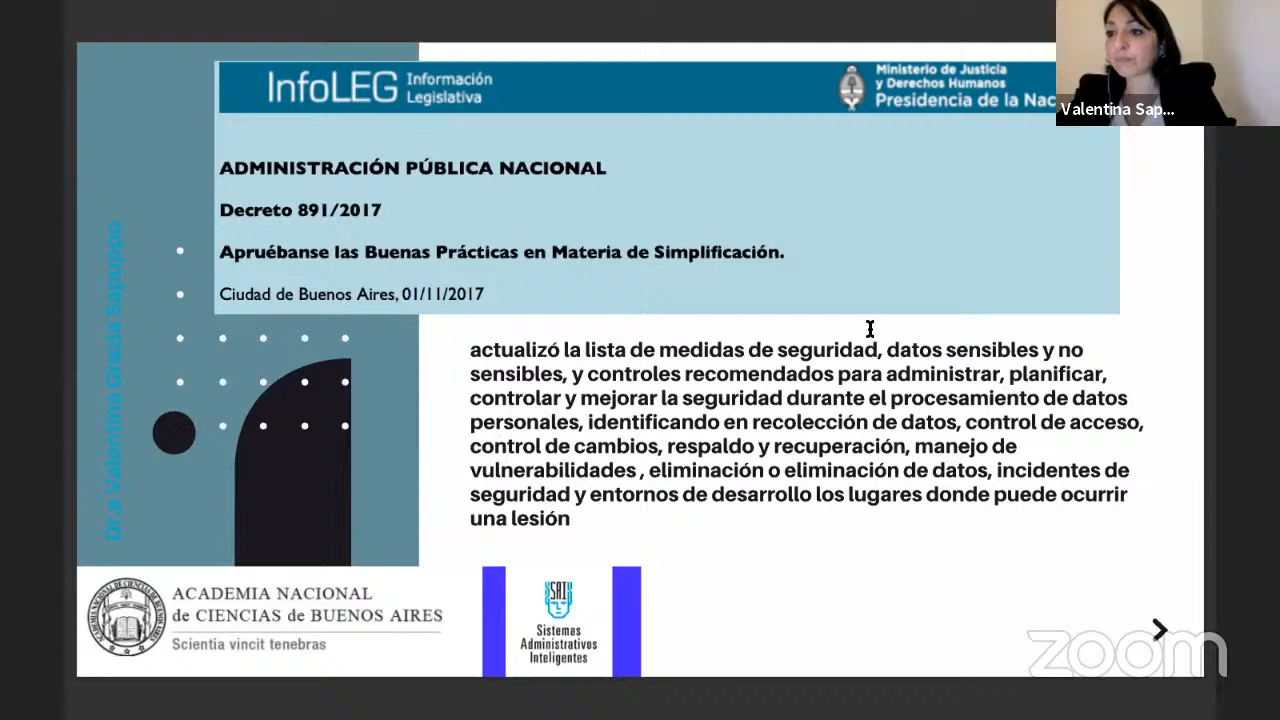 InfoLEG Información
Legislativa
Ministerio de Justicia
y Derechos Humanos
Presidencia de la Nac
Valentina Sap...
ADMINISTRACIÓN PÚBLICA NACIONAL
Decreto 891/2017
Apruébanse las Buenas Prácticas en Materia de Simplificación.
Ciudad de Buenos Aires, 01/11/2017
Dr.a Valentina Grazia Sapuppo
actualizó la lista de medidas de seguridad, datos sensibles y no
sensibles, y controles recomendados para administrar, planificar,
controlar y mejorar la seguridad durante el procesamiento de datos
personales, identificando en recolección de datos, control de acceso,
control de cambios, respaldo y recuperación, manejo de
vulnerabilidades , eliminación o eliminación de datos, incidentes de
seguridad y entornos de desarrollo los lugares donde puede ocurrir
una lesión
ACADEMIA NACIONAL
de CIENCIAS de BUENOS AIRES
Scientia vincit tenebras
SAI
Sistemas
Administrativos
Inteligentes
zoom